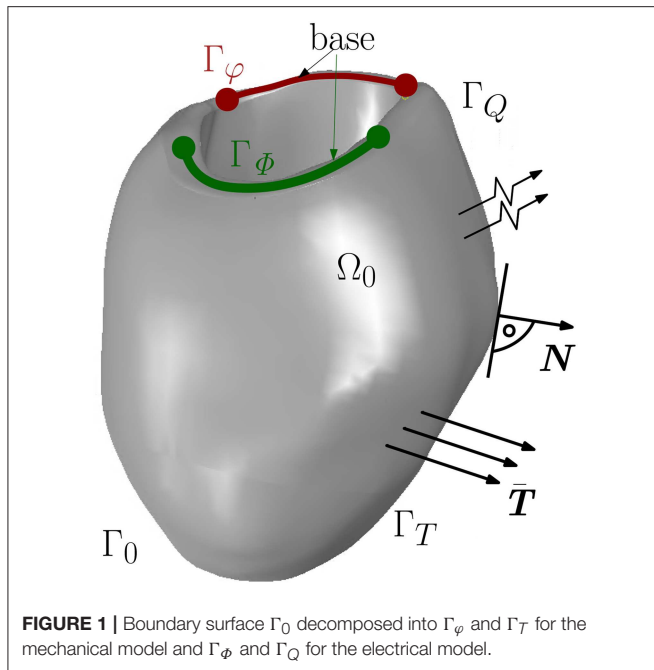 base
Γφ
ΓQ
ΓΦ
Ω0
N
T̄
Γ0
ΓT
FIGURE 1 | Boundary surface Γ0 decomposed into Γφ and ΓT for the
mechanical model and ΓΦ and ΓQ for the electrical model.